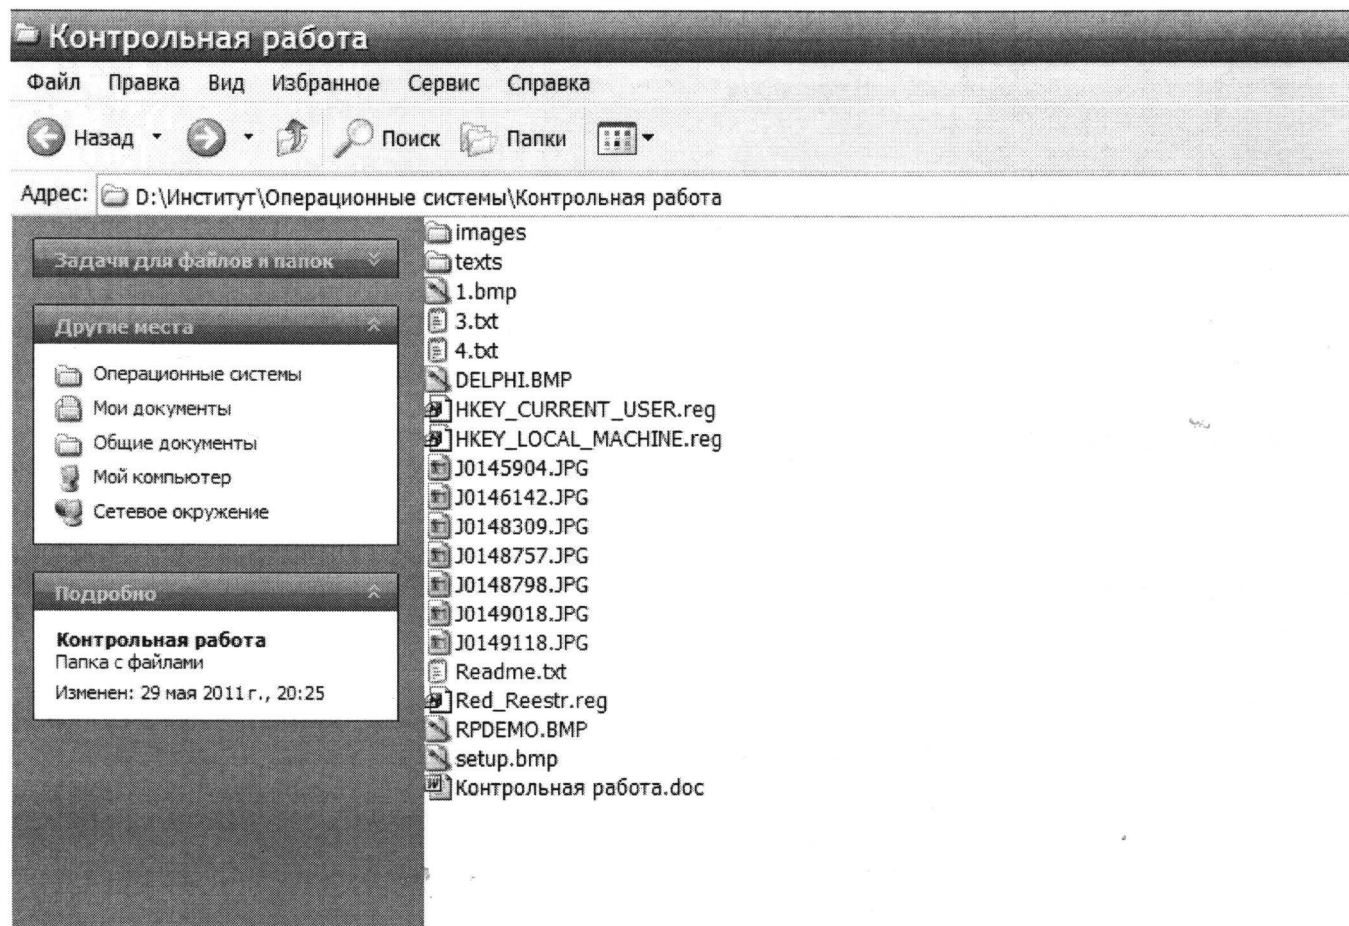 Контрольная работа
Файл Правка Вид Избранное Сервис Справка
Назад Поиск Папки
Адрес: D:\Институт\Операционные системы\Контрольная работа
Задачи для файлов и папок
Другие места
Операционные системы
Мои документы
Общие документы
Мой компьютер
Сетевое окружение
Подробно
Контрольная работа
Папка с файлами
Изменен: 29 мая 2011 г., 20:25
images
texts
1.bmp
3.txt
4.txt
DELPHI.BMP
HKEY_CURRENT_USER.reg
HKEY_LOCAL_MACHINE.reg
J0145904.JPG
J0146142.JPG
J0148309.JPG
J0148757.JPG
J0148798.JPG
J0149018.JPG
J0149118.JPG
Readme.txt
Red_Reestr.reg
RPDEMO.BMP
setup.bmp
Контрольная работа.doc